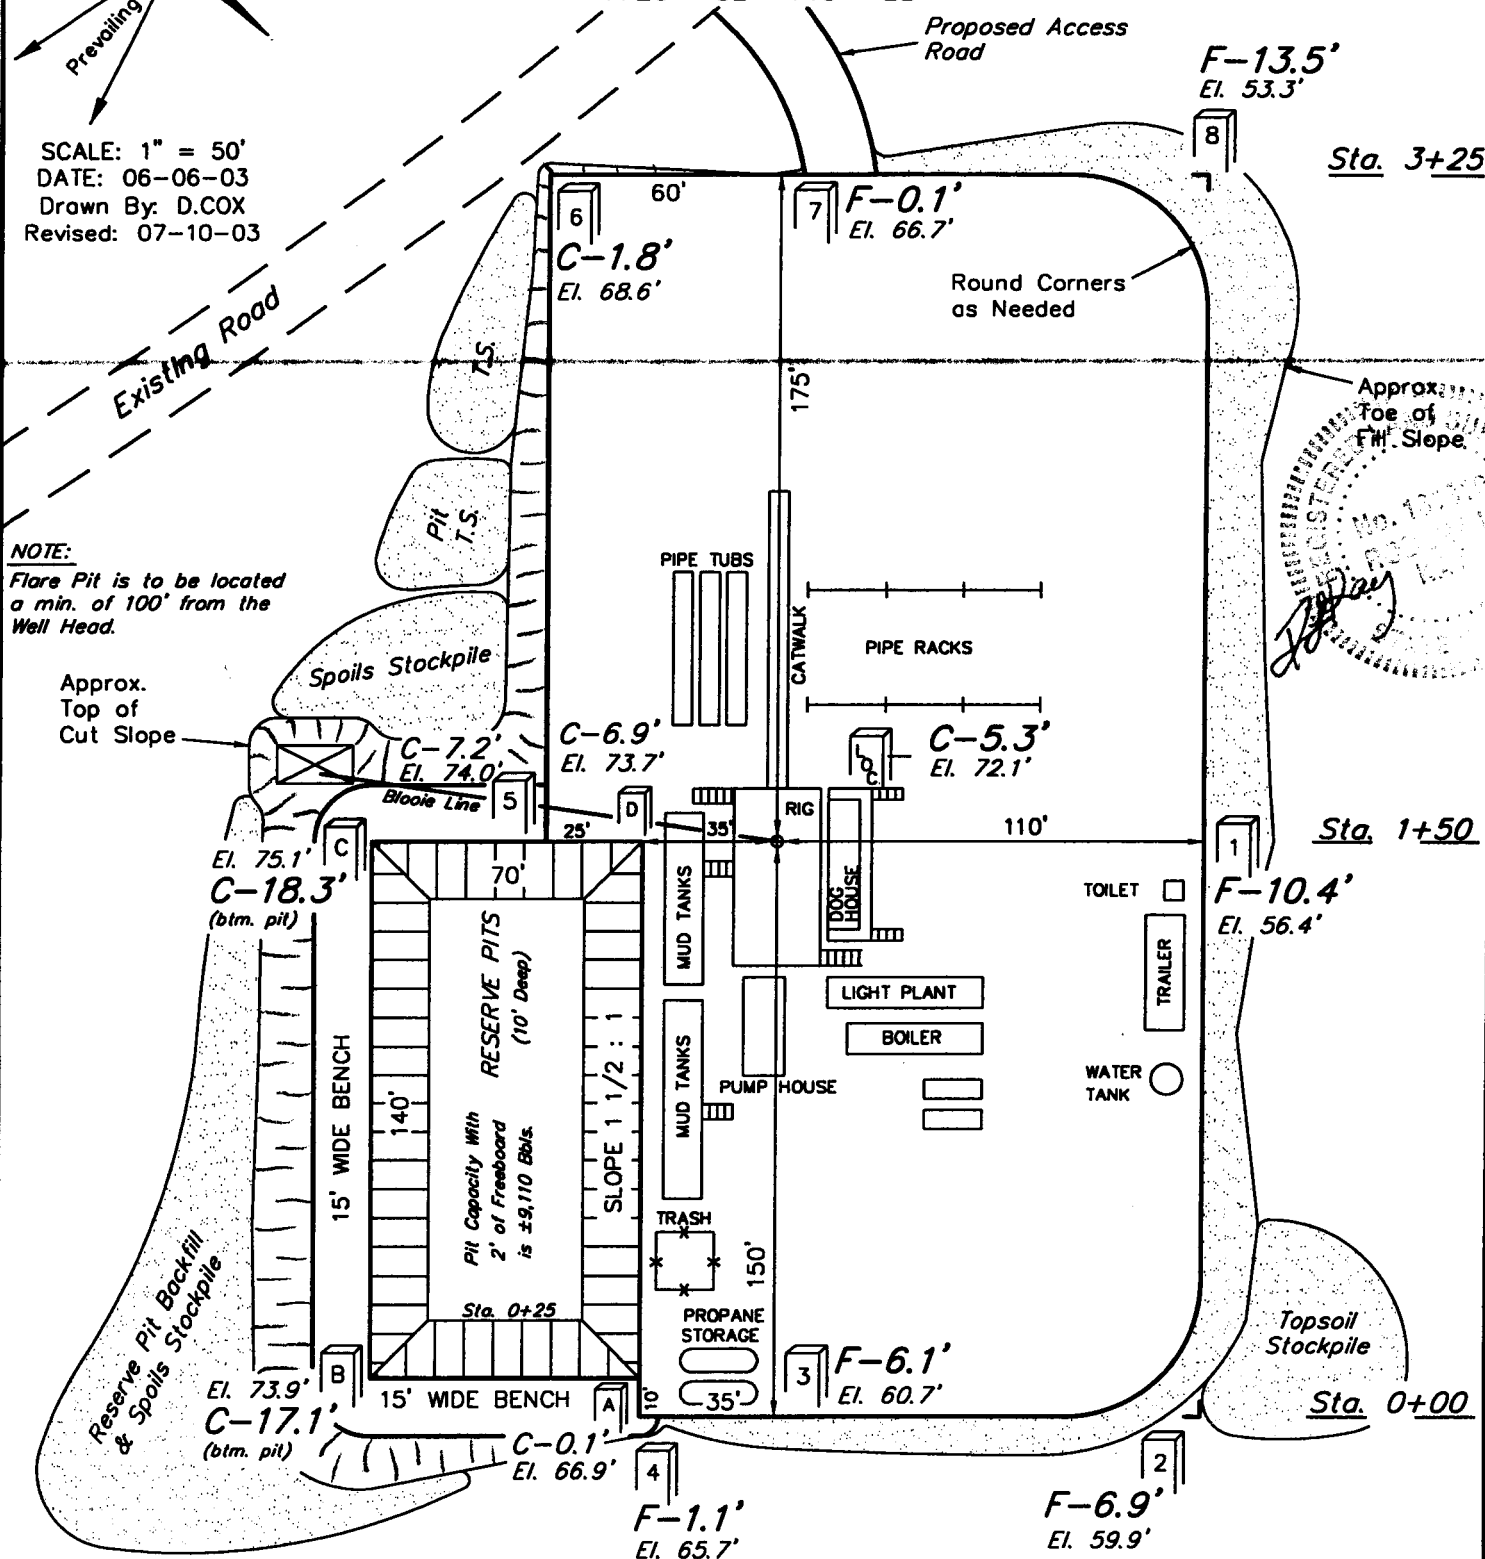 Prevailing
Proposed Access
Road
F-13.5'
El. 53.3'
8
Sta. 3+25
SCALE: 1" = 50'
DATE: 06-06-03
Drawn By: D.COX
Revised: 07-10-03
60'
6
7
F-0.1'
El. 66.7'
C-1.8'
El. 68.6'
Round Corners
as Needed
Existing Road
T.S.
175'
Approx.
Toe of
Fill Slope
REGISTERED
No.
Pit
T.S.
NOTE:
Flare Pit is to be located
a min. of 100' from the
Well Head.
PIPE TUBS
CATWALK
PIPE RACKS
Spoils Stockpile
Approx.
Top of
Cut Slope
C-7.2'
El. 74.0'
C-6.9'
El. 73.7'
LOC.
C-5.3'
El. 72.1'
Blooie Line
5
D
RIG
25'
35'
110'
1
Sta. 1+50
El. 75.1'
C
C-18.3'
(btm. pit)
70'
MUD TANKS
DOG
HOUSE
TOILET
F-10.4'
El. 56.4'
TRAILER
RESERVE PITS
(10' Deep)
LIGHT PLANT
BOILER
15' WIDE BENCH
140'
Pit Capacity With
2' of Freeboard
is ±9,110 Bbls.
SLOPE 1 1/2 : 1
MUD TANKS
PUMP HOUSE
WATER
TANK
TRASH
150'
Sta. 0+25
PROPANE
STORAGE
Reserve Pit Backfill
& Spoils Stockpile
Topsoil
Stockpile
El. 73.9'
B
C-17.1'
(btm. pit)
15' WIDE BENCH
A
10'
35'
3
F-6.1'
El. 60.7'
Sta. 0+00
C-0.1'
El. 66.9'
4
F-1.1'
El. 65.7'
2
F-6.9'
El. 59.9'